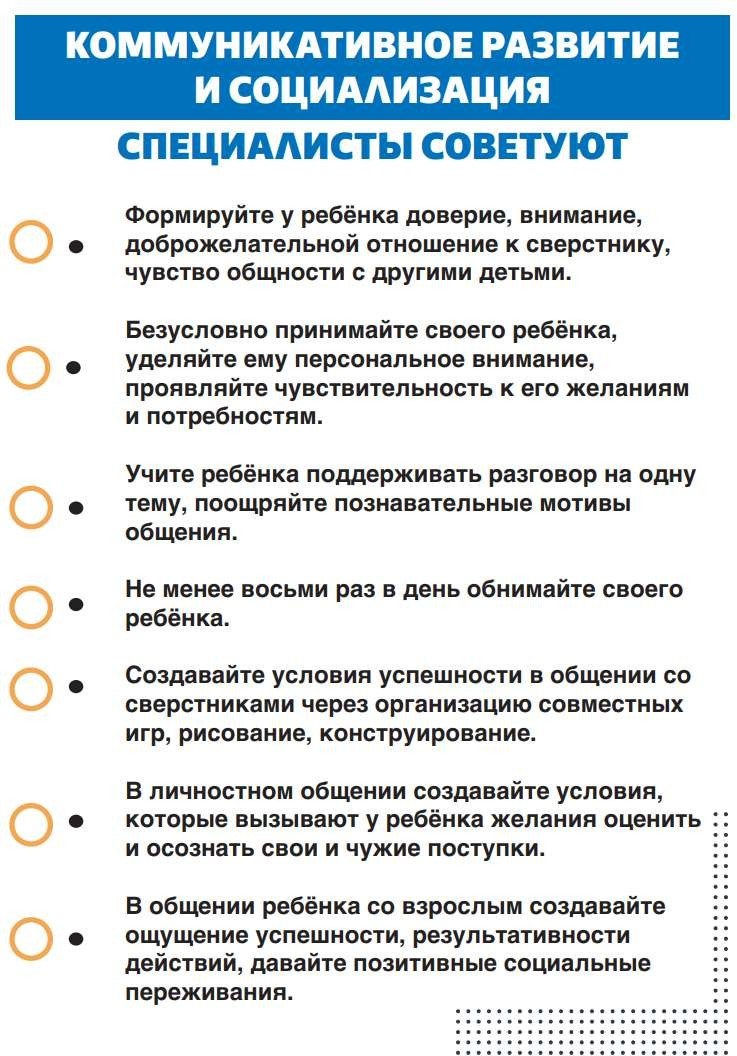 КОММУНИКАТИВНОЕ РАЗВИТИЕ
И СОЦИАЛИЗАЦИЯ
СПЕЦИАЛИСТЫ СОВЕТУЮТ
Формируйте у ребёнка доверие, внимание,
доброжелательной отношение к сверстнику,
чувство общности с другими детьми.
Безусловно принимайте своего ребёнка,
уделяйте ему персональное внимание,
проявляйте чувствительность к его желаниям
и потребностям.
Учите ребёнка поддерживать разговор на одну
тему, поощряйте познавательные мотивы
общения.
Не менее восьми раз в день обнимайте своего
ребёнка.
Создавайте условия успешности в общении со
сверстниками через организацию совместных
игр, рисование, конструирование.
В личностном общении создавайте условия,
которые вызывают у ребёнка желания оценить
и осознать свои и чужие поступки.
В общении ребёнка со взрослым создавайте
ощущение успешности, результативности
действий, давайте позитивные социальные
переживания.